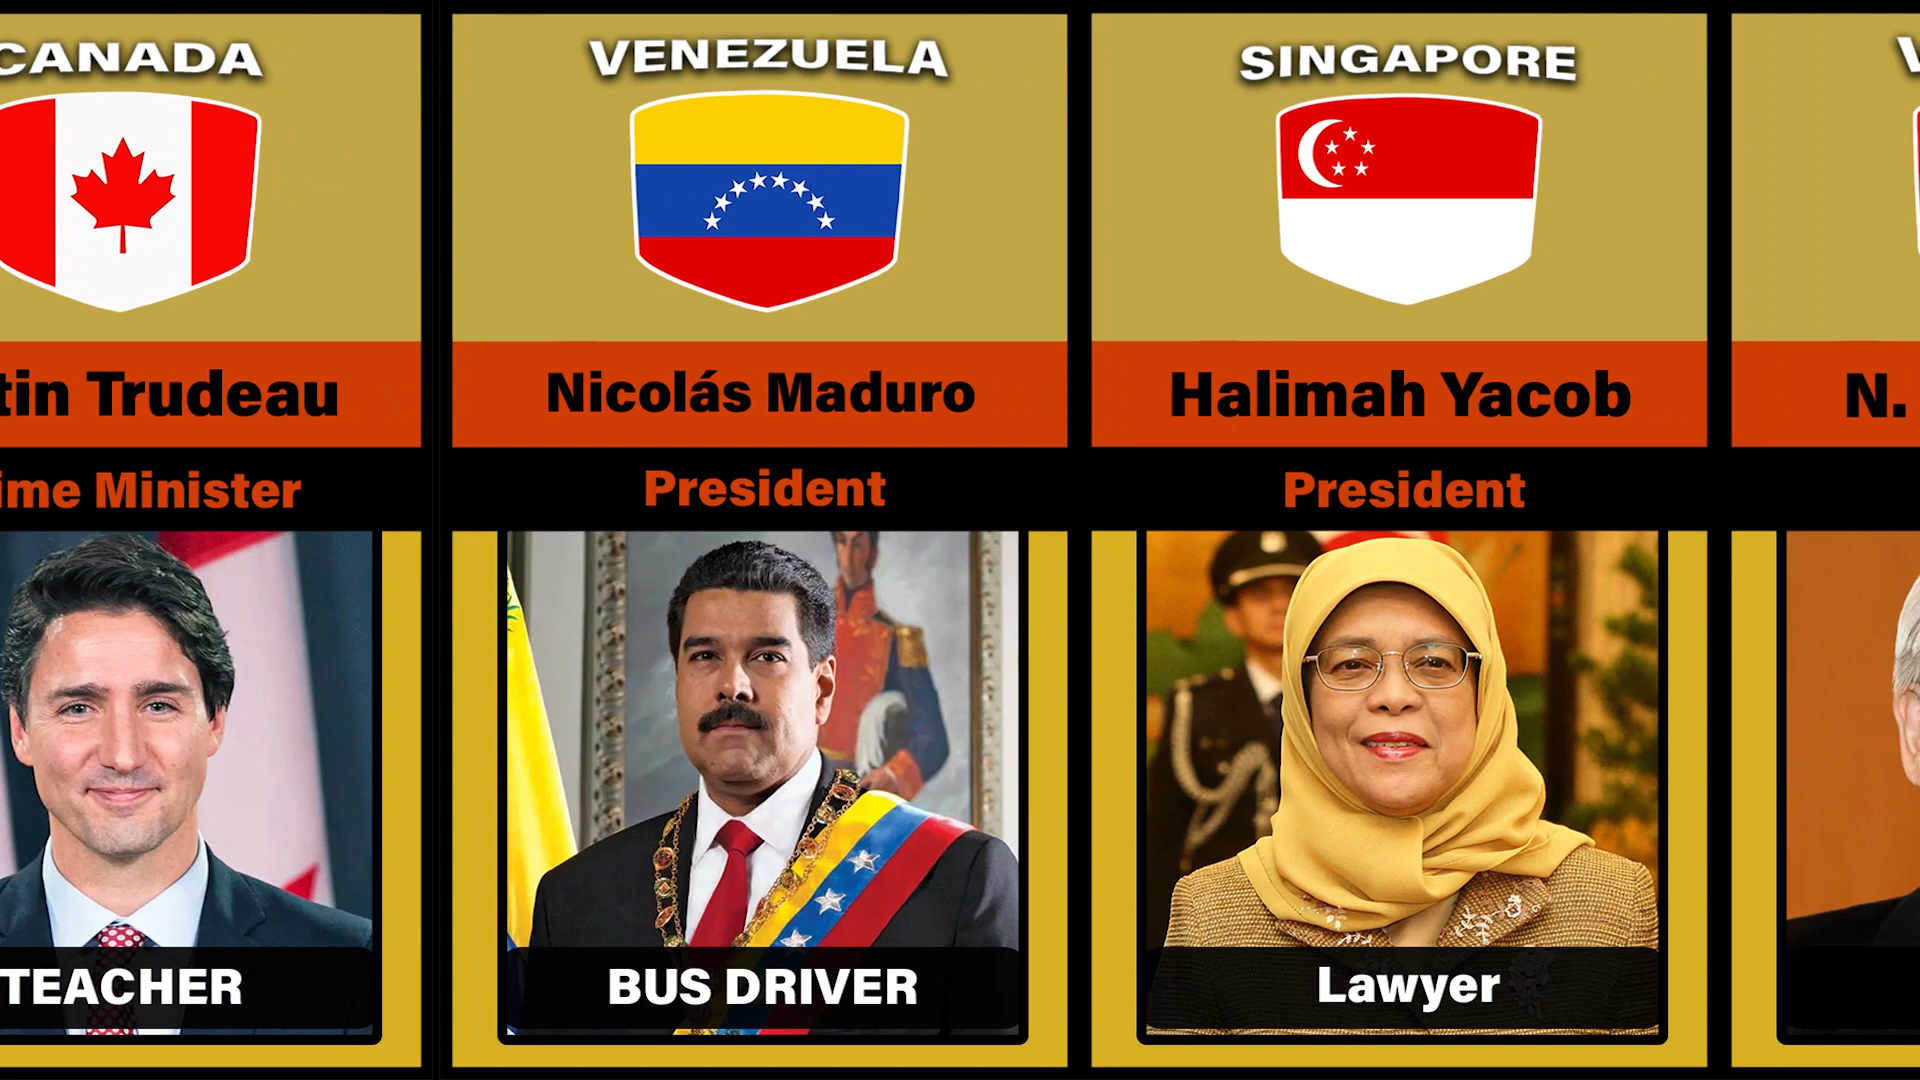 CANADA
VENEZUELA
SINGAPORE
V
tin Trudeau
Nicolás Maduro
Halimah Yacob
N.
ime Minister
President
President
TEACHER
BUS DRIVER
Lawyer